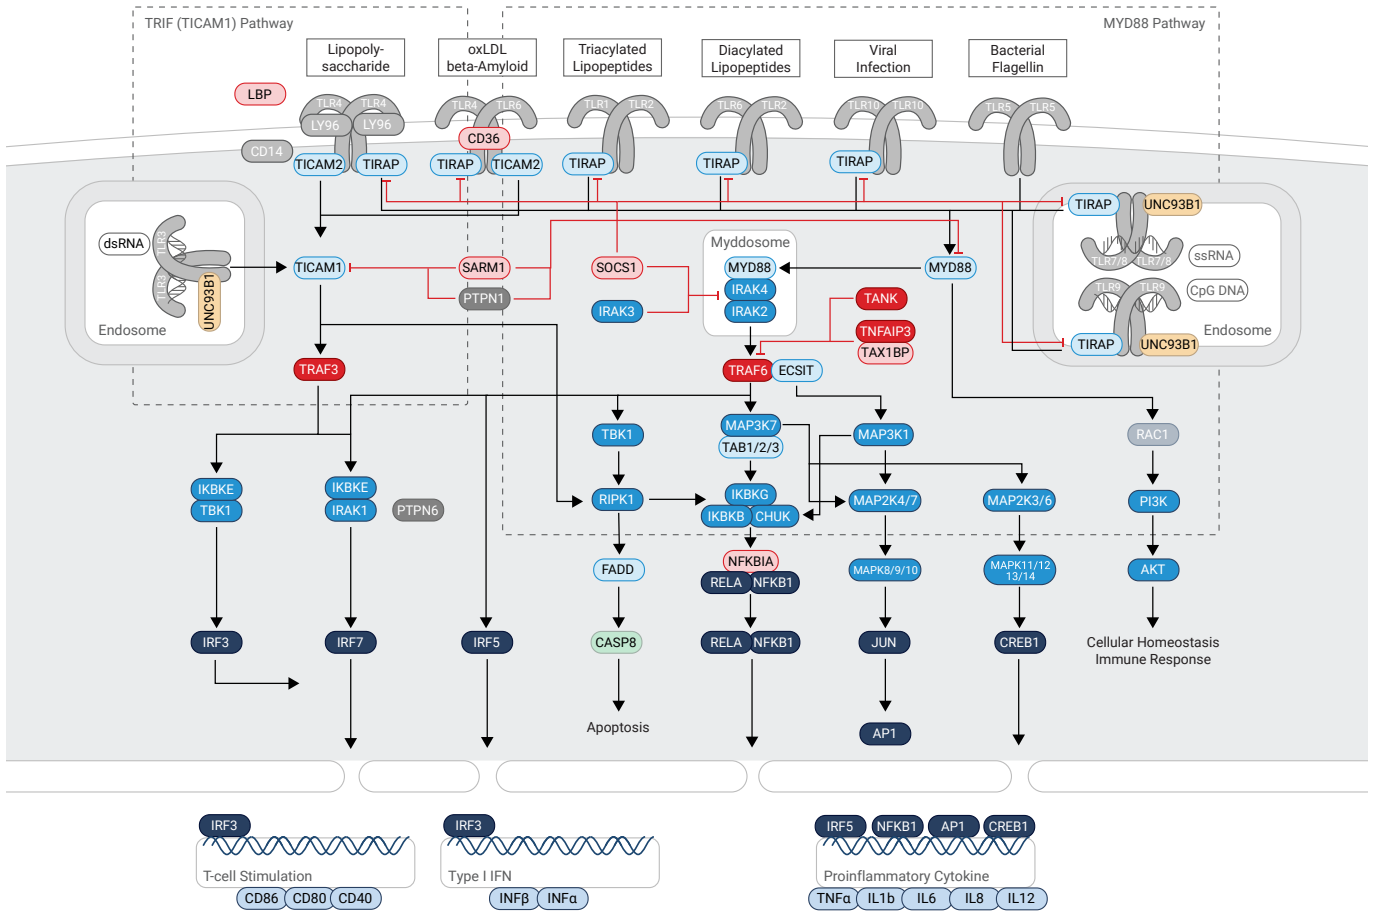 TRIF (TICAM1) Pathway
MYD88 Pathway
Lipopoly-
saccharide
oxLDL
beta-Amyloid
Triacylated
Lipopeptides
Diacylated
Lipopeptides
Viral
Infection
Bacterial
Flagellin
LBP
TLR4 TLR4
TLR4 TLR6
TLR1 TLR2
TLR6 TLR2
TLR10 TLR10
TLR5 TLR5
LY96 LY96
CD36
CD14
TICAM2 TIRAP
TIRAP TICAM2
TIRAP
TIRAP
TIRAP
TIRAP UNC93B1
dsRNA
TLR3
TLR3
UNC93B1
Endosome
TICAM1
SARM1
PTPN1
SOCS1
IRAK3
Myddosome
MYD88
IRAK4
IRAK2
MYD88
TLR7/8 TLR7/8
ssRNA
TLR9 TLR9
CpG DNA
Endosome
TIRAP UNC93B1
TANK
TNFAIP3
TAX1BP
TRAF3
TRAF6 ECSIT
TBK1
MAP3K7
TAB1/2/3
MAP3K1
RAC1
IKBKE
TBK1
IKBKE
IRAK1
PTPN6
RIPK1
IKBKG
IKBKB CHUK
MAP2K4/7
MAP2K3/6
PI3K
FADD
NFKBIA
RELA NFKB1
MAPK8/9/10
MAPK11/12
13/14
AKT
IRF3
IRF7
IRF5
CASP8
RELA NFKB1
JUN
CREB1
Cellular Homeostasis
Immune Response
Apoptosis
AP1
IRF3
T-cell Stimulation
CD86 CD80 CD40
IRF3
Type I IFN
INFβ INFα
IRF5 NFKB1 AP1 CREB1
Proinflammatory Cytokine
TNFα IL1b IL6 IL8 IL12